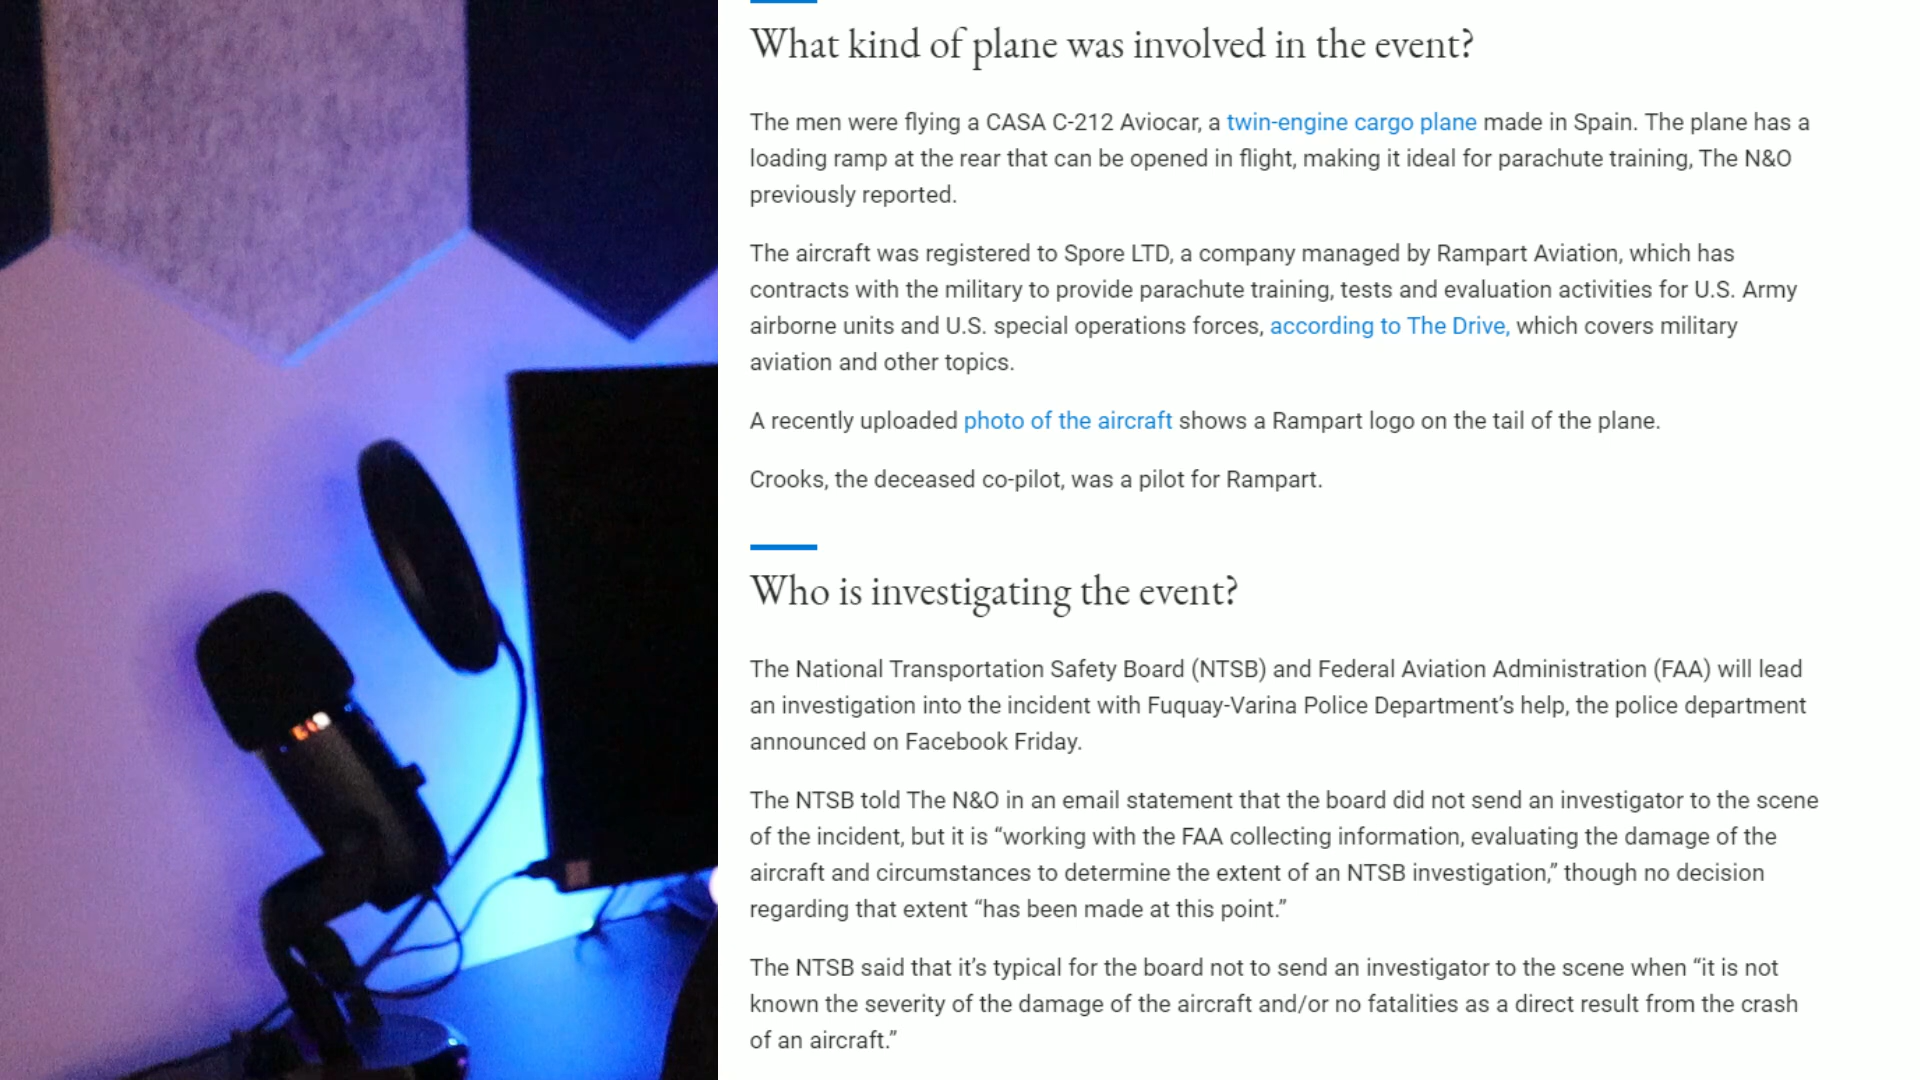 What kind of plane was involved in the event?
The men were flying a CASA C-212 Aviocar, a twin-engine cargo plane made in Spain. The plane has a
loading ramp at the rear that can be opened in flight, making it ideal for parachute training, The N&O
previously reported.
The aircraft was registered to Spore LTD, a company managed by Rampart Aviation, which has
contracts with the military to provide parachute training, tests and evaluation activities for U.S. Army
airborne units and U.S. special operations forces, according to The Drive, which covers military
aviation and other topics.
A recently uploaded photo of the aircraft shows a Rampart logo on the tail of the plane.
Crooks, the deceased co-pilot, was a pilot for Rampart.
Who is investigating the event?
The National Transportation Safety Board (NTSB) and Federal Aviation Administration (FAA) will lead
an investigation into the incident with Fuquay-Varina Police Department’s help, the police department
announced on Facebook Friday.
The NTSB told The N&O in an email statement that the board did not send an investigator to the scene
of the incident, but it is “working with the FAA collecting information, evaluating the damage of the
aircraft and circumstances to determine the extent of an NTSB investigation,” though no decision
regarding that extent “has been made at this point.”
The NTSB said that it’s typical for the board not to send an investigator to the scene when “it is not
known the severity of the damage of the aircraft and/or no fatalities as a direct result from the crash
of an aircraft.”